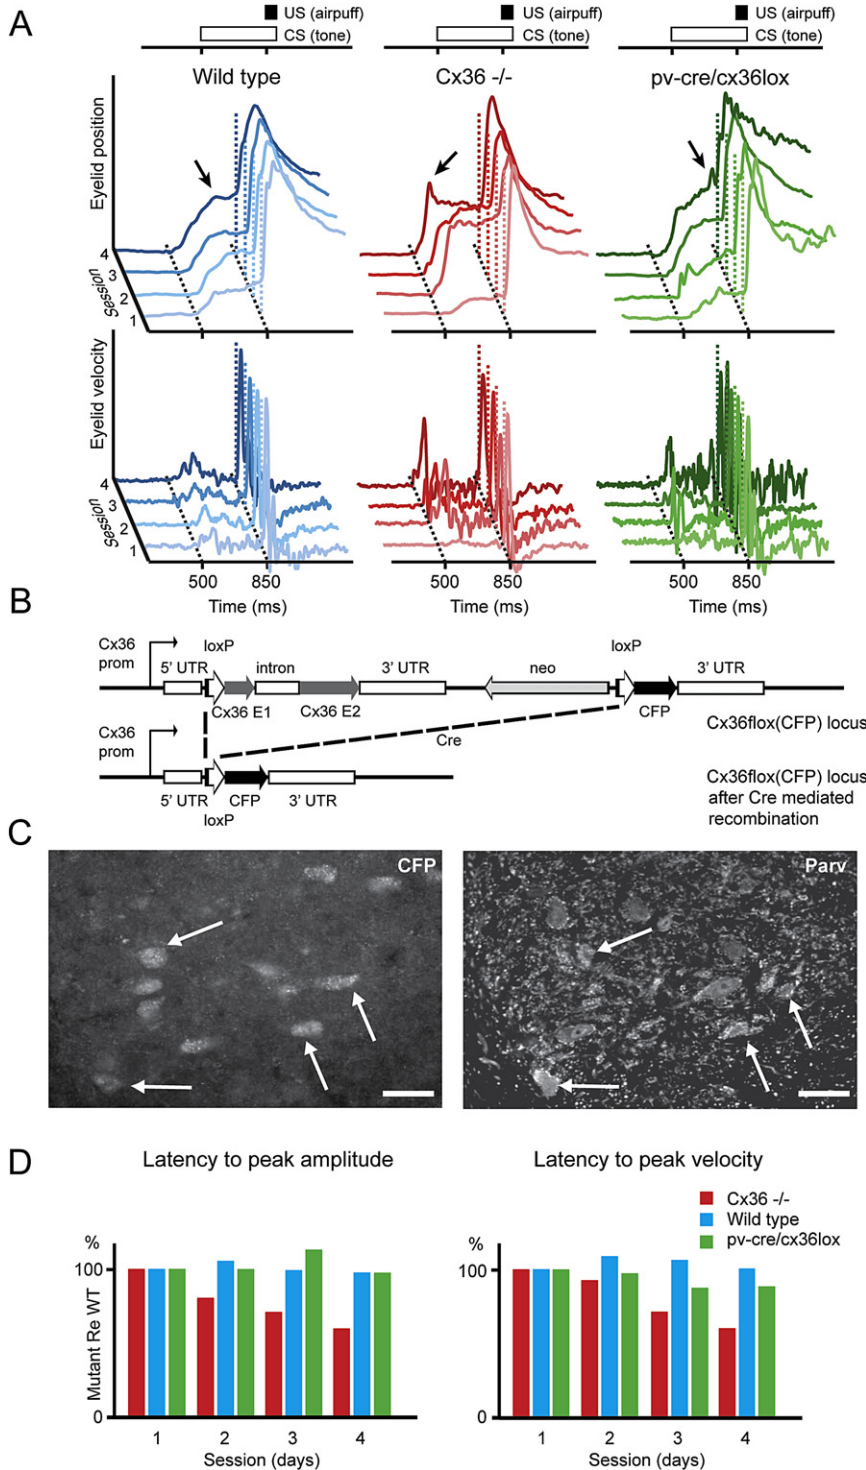 A
US (airpuff)
CS (tone)
US (airpuff)
CS (tone)
US (airpuff)
CS (tone)
Wild type
Cx36 -/-
pv-cre/cx36lox
Eyelid position
4
3
2
1
Session
Eyelid velocity
4
3
2
1
Session
500 850
500 850
500 850
Time (ms)
Time (ms)
Time (ms)
B
Cx36
prom
5' UTR
loxP
intron
3' UTR
neo
loxP
3' UTR
Cx36 E1
Cx36 E2
CFP
Cx36flox(CFP) locus
Cre
Cx36
prom
5' UTR
loxP
CFP
3' UTR
Cx36flox(CFP) locus
after Cre mediated
recombination
C
CFP
Parv
D
Latency to peak amplitude
Latency to peak velocity
Cx36 -/-
Wild type
pv-cre/cx36lox
%
100
0
Mutant Re WT
1 2 3 4
Session (days)
%
100
0
1 2 3 4
Session (days)